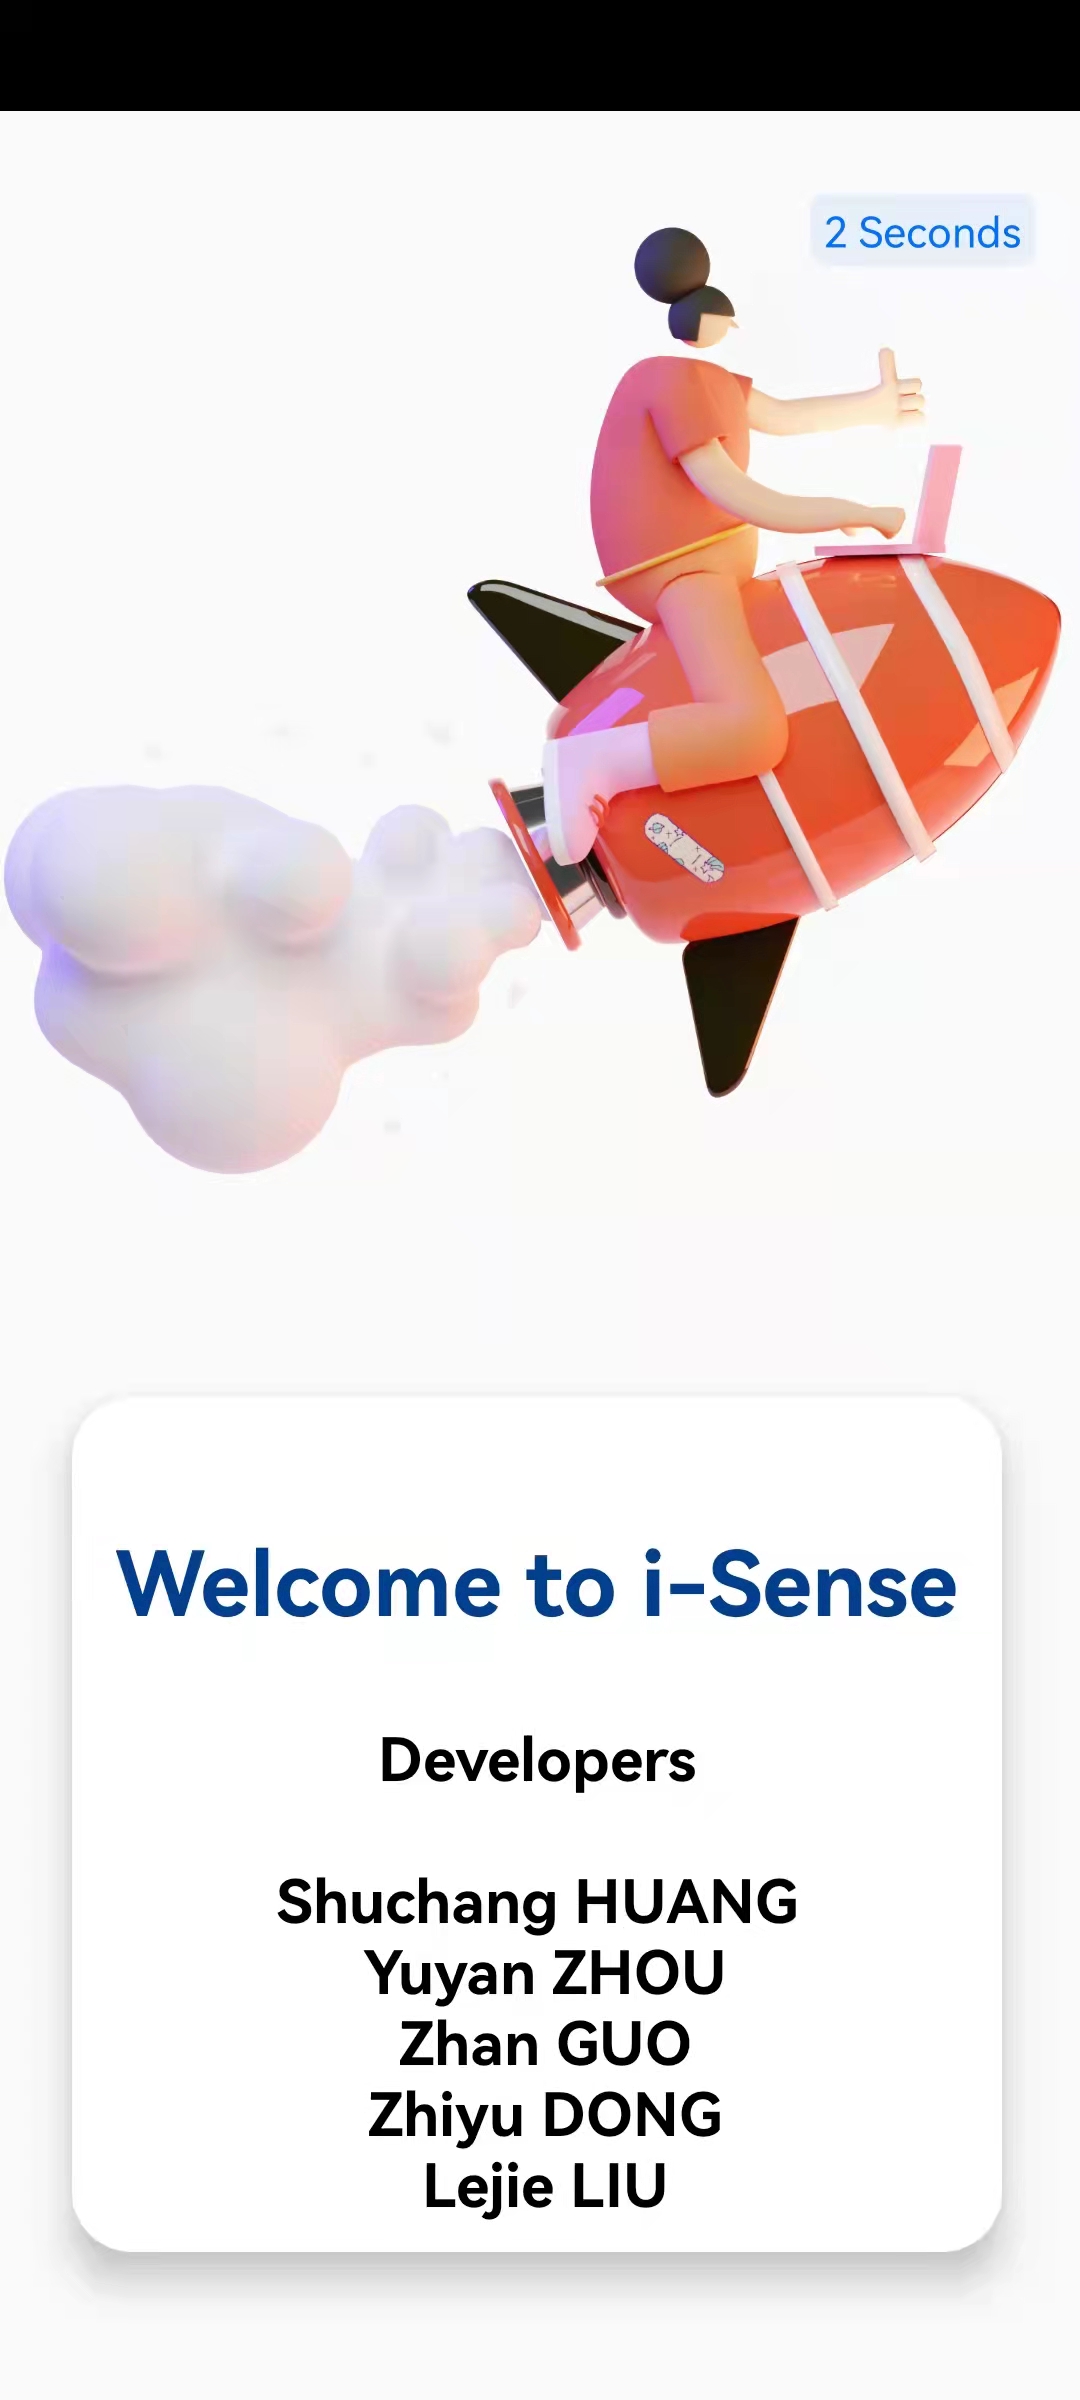 2 Seconds
Welcome to i-Sense
Developers
Shuchang HUANG
Yuyan ZHOU
Zhan GUO
Zhiyu DONG
Lejie LIU